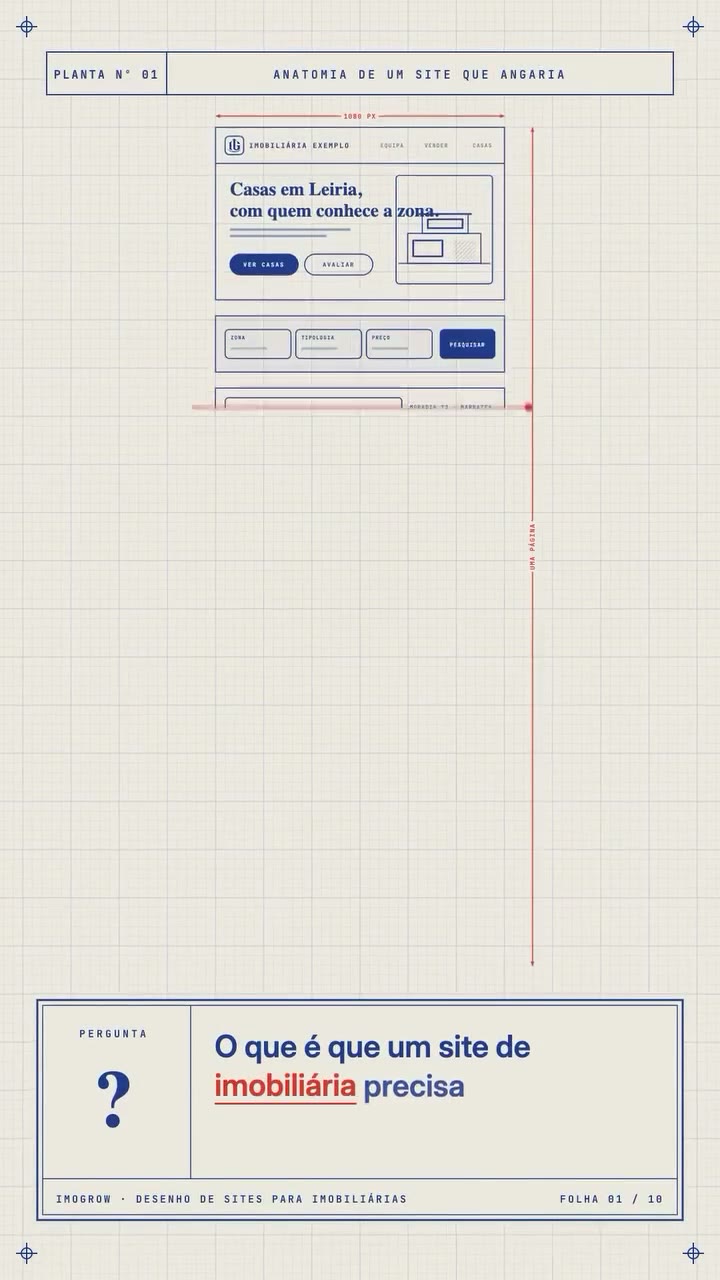 PLANTA N° 01
ANATOMIA DE UM SITE QUE ANGARIA
1080 PX
IMOBILIÁRIA EXEMPLO
EQUIPA VENDER CASAS
Casas em Leiria,
com quem conhece a zona.
VER CASAS AVALIAR
ZONA TIPOLOGIA PREÇO PESQUISAR
UMA PÁGINA
PERGUNTA
?
O que é que um site de
imobiliária precisa
IMOGROW · DESENHO DE SITES PARA IMOBILIÁRIAS
FOLHA 01 / 10